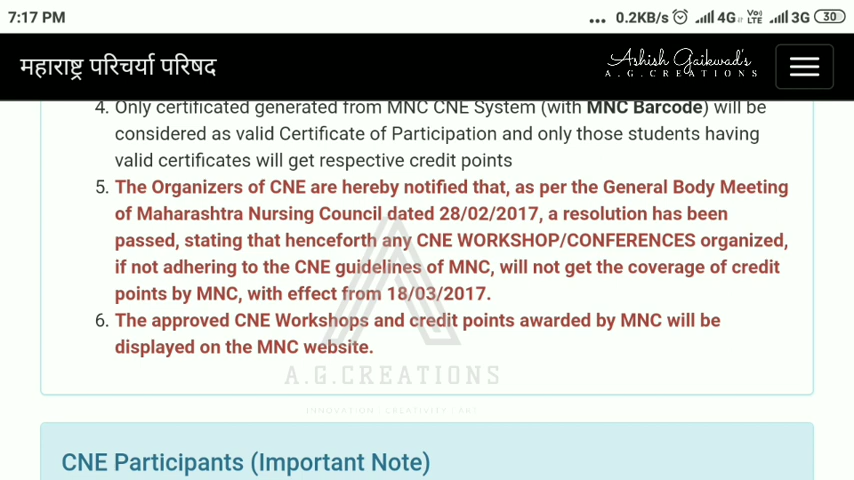 7:17 PM ... 0.2KB/s 4G Vo) LTE 3G 30
महाराष्ट्र परिचर्या परिषद
Ashish Gaikwad's
A.G.CREATIONS
4. Only certificated generated from MNC CNE System (with MNC Barcode) will be
considered as valid Certificate of Participation and only those students having
valid certificates will get respective credit points
5. The Organizers of CNE are hereby notified that, as per the General Body Meeting
of Maharashtra Nursing Council dated 28/02/2017, a resolution has been
passed, stating that henceforth any CNE WORKSHOP/CONFERENCES organized,
if not adhering to the CNE guidelines of MNC, will not get the coverage of credit
points by MNC, with effect from 18/03/2017.
6. The approved CNE Workshops and credit points awarded by MNC will be
displayed on the MNC website.
A.G.CREATIONS
INNOVATION | CREATIVITY | ART
CNE Participants (Important Note)